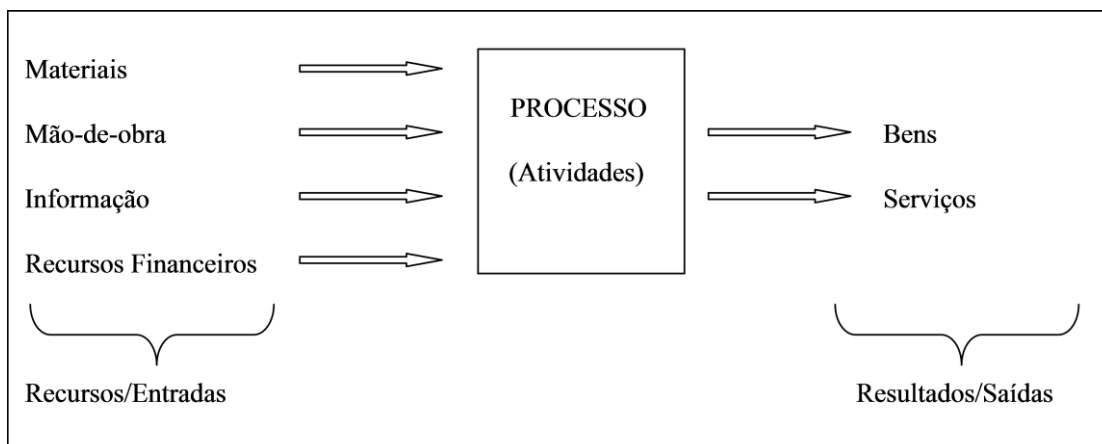 Materiais
Mão-de-obra
Informação
Recursos Financeiros
Recursos/Entradas
PROCESSO
(Atividades)
Bens
Serviços
Resultados/Saídas